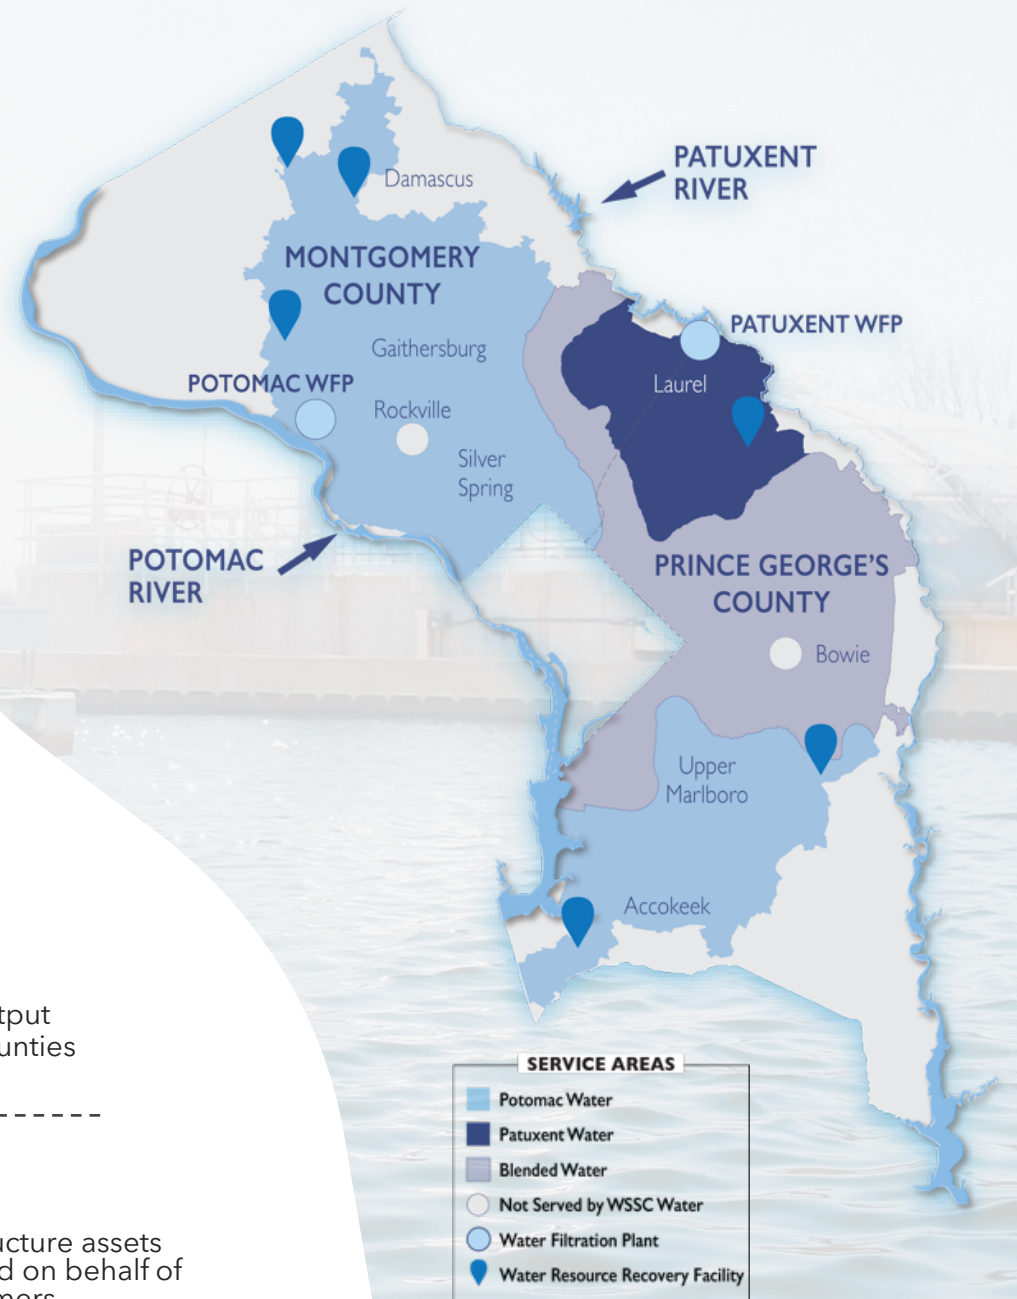 PATUXENT
RIVER
Damascus
MONTGOMERY
COUNTY
PATUXENT WFP
Gaithersburg
POTOMAC WFP
Laurel
Rockville
Silver
Spring
POTOMAC
RIVER
PRINCE GEORGE'S
COUNTY
Bowie
Upper
Marlboro
Accokeek
tput
unties
SERVICE AREAS
Potomac Water
Patuxent Water
Blended Water
Not Served by WSSC Water
Water Filtration Plant
Water Resource Recovery Facility
ucture assets
d on behalf of
mers